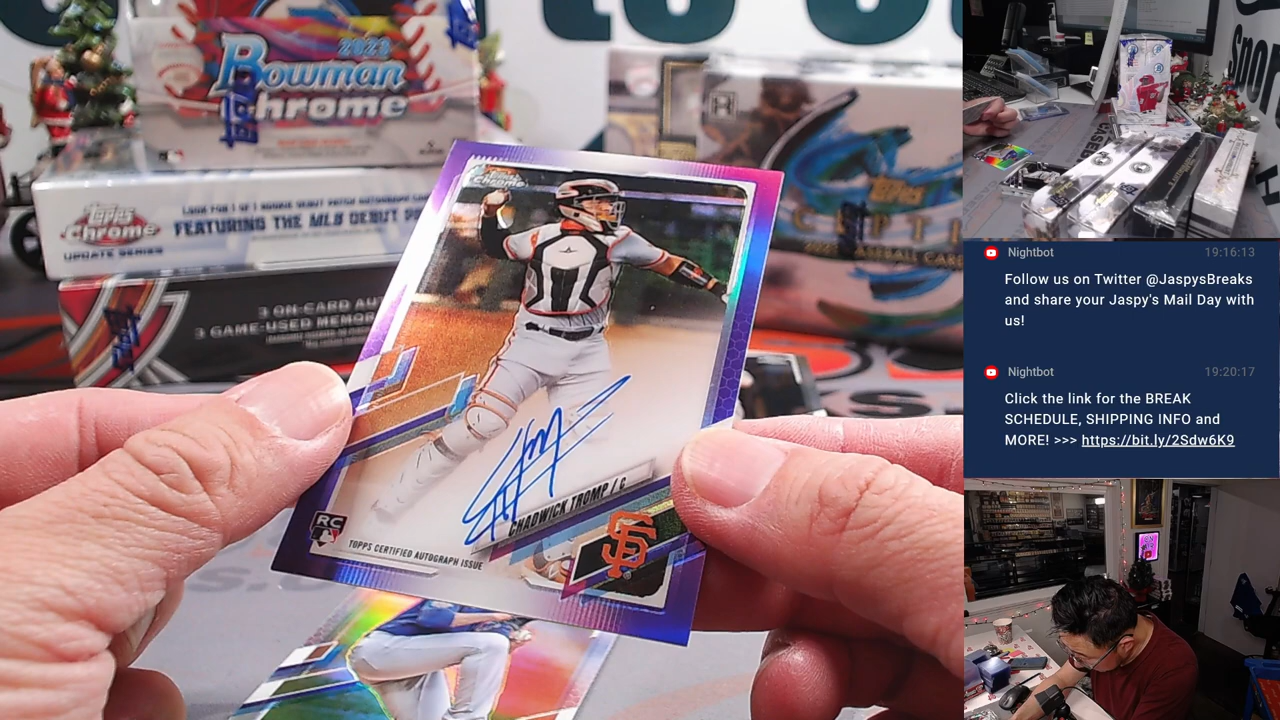 to
2023
Bowman
Chrome
Topps
Chrome
UPDATE SERIES
FEATURING THE MLB DEBUT
3 ON-CARD AU
3 GAME-USED MEMOR
Topps
Chrome
CHADWICK TROMP / C
RC
TOPPS CERTIFIED AUTOGRAPH ISSUE
SF
topps
Nightbot
19:16:13
Follow us on Twitter @JaspysBreaks
and share your Jaspy's Mail Day with
us!
Nightbot
19:20:17
Click the link for the BREAK
SCHEDULE, SHIPPING INFO and
MORE! >>> https://bit.ly/2Sdw6K9